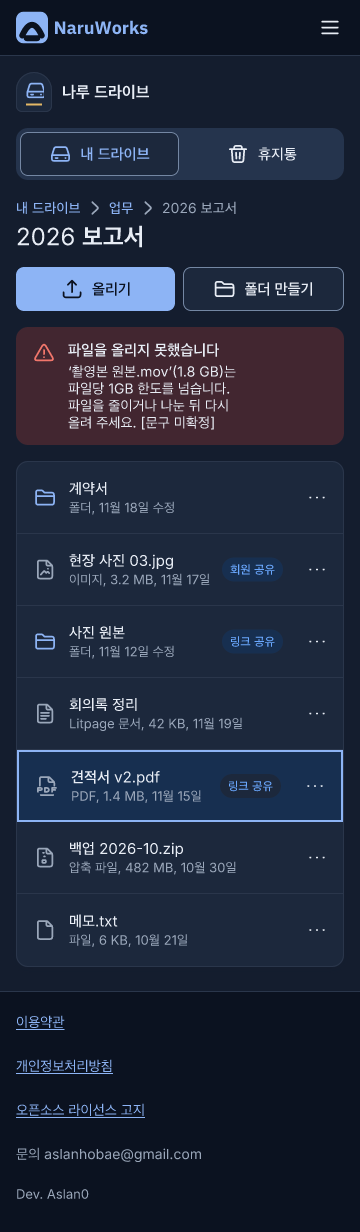 NaruWorks
나루 드라이브
내 드라이브
휴지통
내 드라이브 > 업무 > 2026 보고서
2026 보고서
올리기
폴더 만들기
파일을 올리지 못했습니다
‘촬영본 원본.mov’(1.8 GB)는
파일당 1GB 한도를 넘습니다.
파일을 줄이거나 나눈 뒤 다시
올려 주세요. [문구 미확정]
계약서
폴더, 11월 18일 수정
현장 사진 03.jpg
이미지, 3.2 MB, 11월 17일
회원 공유
사진 원본
폴더, 11월 12일 수정
링크 공유
회의록 정리
Litpage 문서, 42 KB, 11월 19일
PDF
견적서 v2.pdf
PDF, 1.4 MB, 11월 15일
링크 공유
백업 2026-10.zip
압축 파일, 482 MB, 10월 30일
메모.txt
파일, 6 KB, 10월 21일
이용약관
개인정보처리방침
오픈소스 라이선스 고지
문의 aslanhobae@gmail.com
Dev. Aslan0